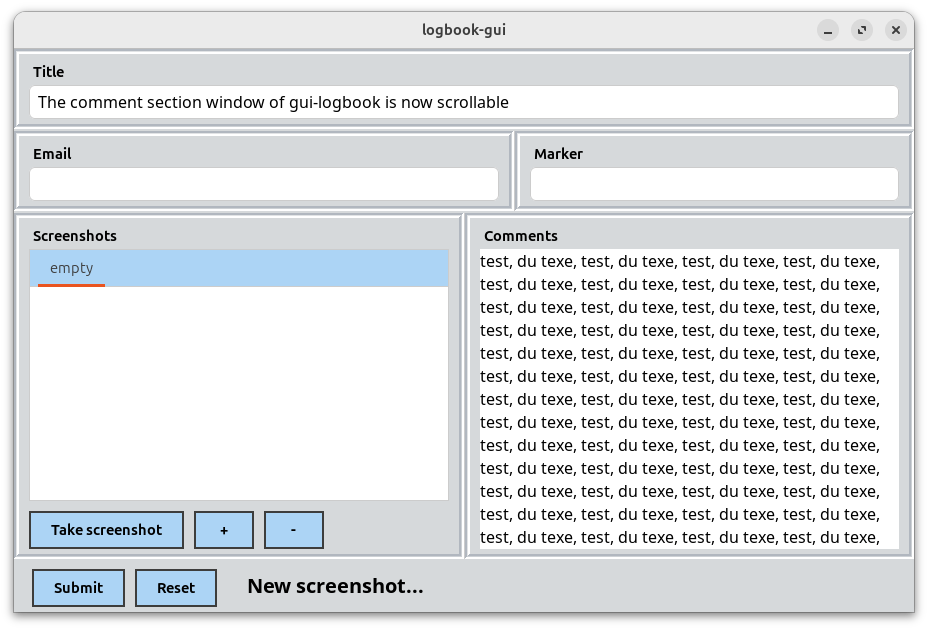 logbook-gui
Title
The comment section window of gui-logbook is now scrollable
Email
Marker
Screenshots
empty
Take screenshot
+
-
Comments
test, du texe, test, du texe, test, du texe, test, du texe,
test, du texe, test, du texe, test, du texe, test, du texe,
test, du texe, test, du texe, test, du texe, test, du texe,
test, du texe, test, du texe, test, du texe, test, du texe,
test, du texe, test, du texe, test, du texe, test, du texe,
test, du texe, test, du texe, test, du texe, test, du texe,
test, du texe, test, du texe, test, du texe, test, du texe,
test, du texe, test, du texe, test, du texe, test, du texe,
test, du texe, test, du texe, test, du texe, test, du texe,
test, du texe, test, du texe, test, du texe, test, du texe,
test, du texe, test, du texe, test, du texe, test, du texe,
test, du texe, test, du texe, test, du texe, test, du texe,
test, du texe, test, du texe, test, du texe, test, du texe,
Submit
Reset
New screenshot...